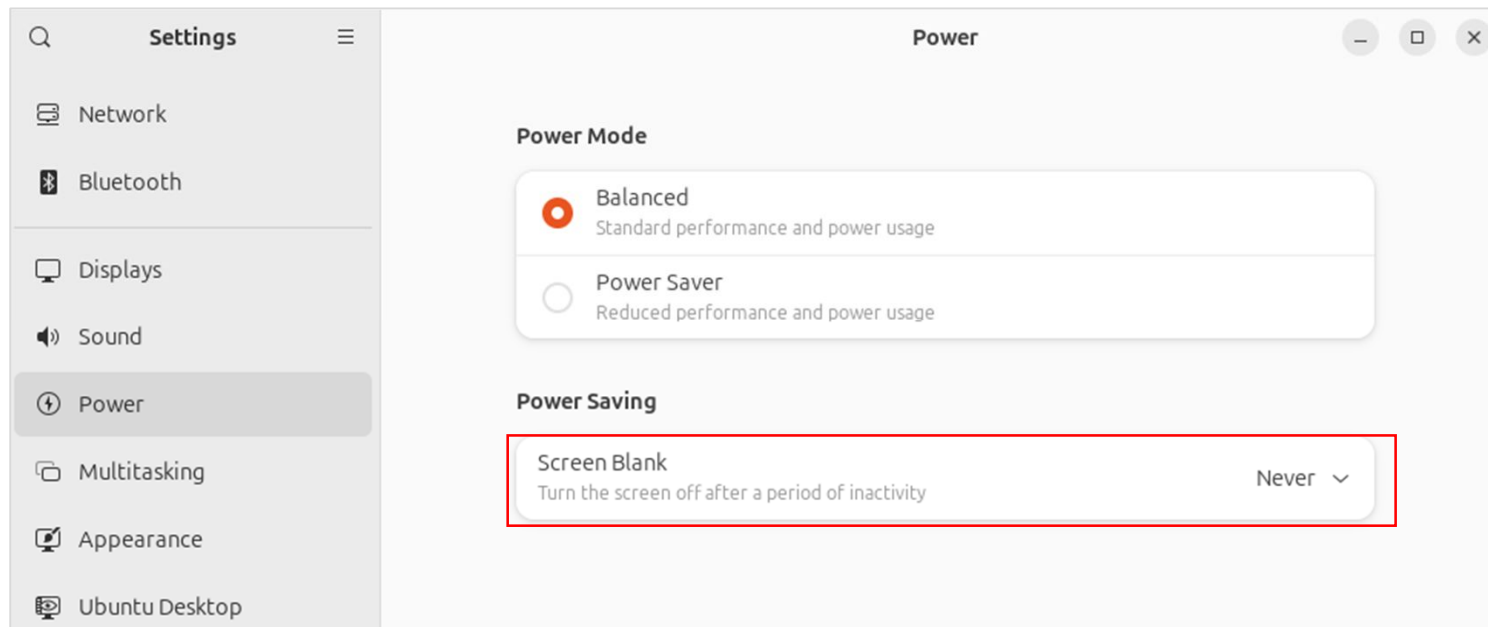 Settings
Network
Bluetooth
Displays
Sound
Power
Multitasking
Appearance
Ubuntu Desktop
Power
Power Mode
Balanced
Standard performance and power usage
Power Saver
Reduced performance and power usage
Power Saving
Screen Blank
Turn the screen off after a period of inactivity
Never